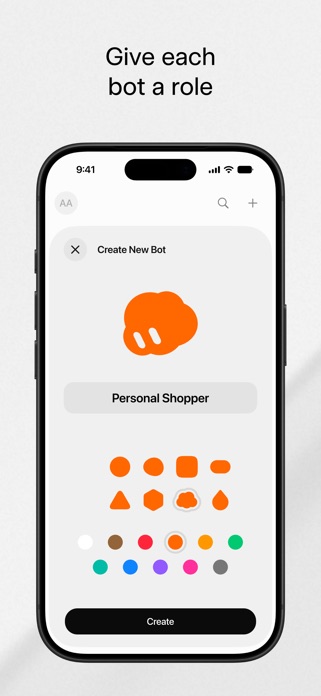 Give each
bot a role
9:41
AA
Create New Bot
Personal Shopper
Create